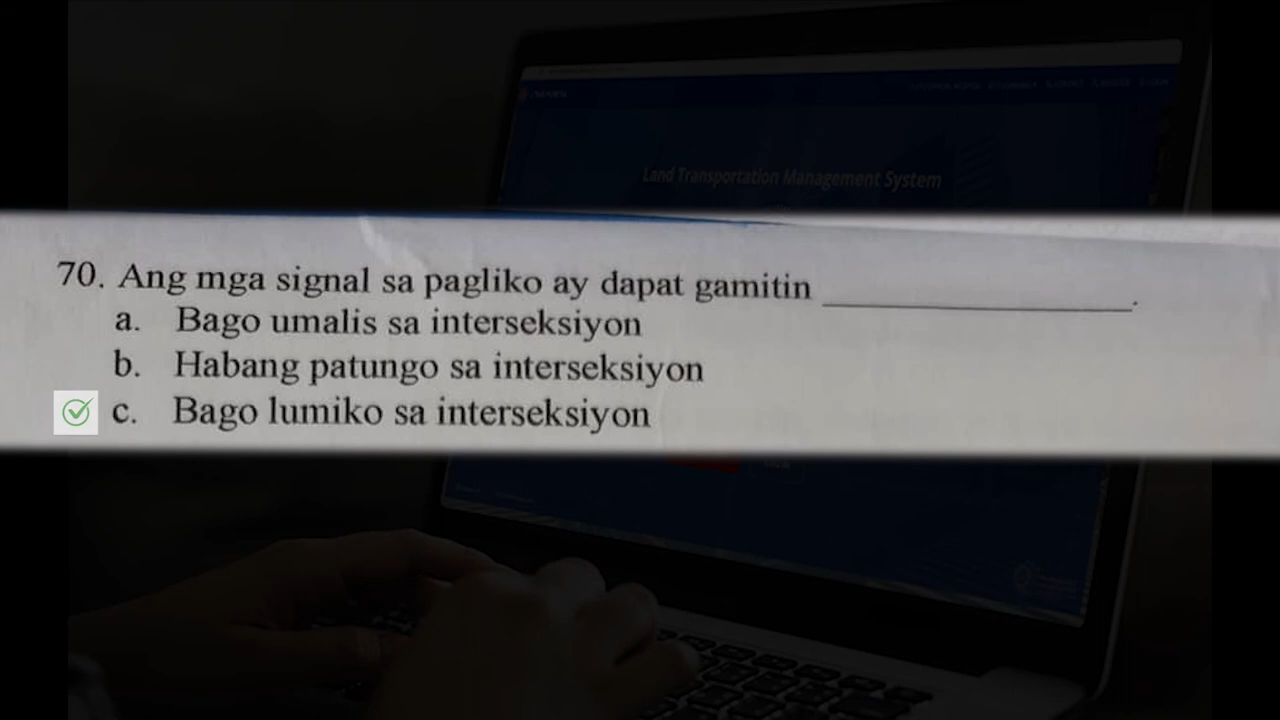 Land Transportation Management System
70. Ang mga signal sa pagliko ay dapat gamitin ____________________.
a. Bago umalis sa interseksiyon
b. Habang patungo sa interseksiyon
c. Bago lumiko sa interseksiyon